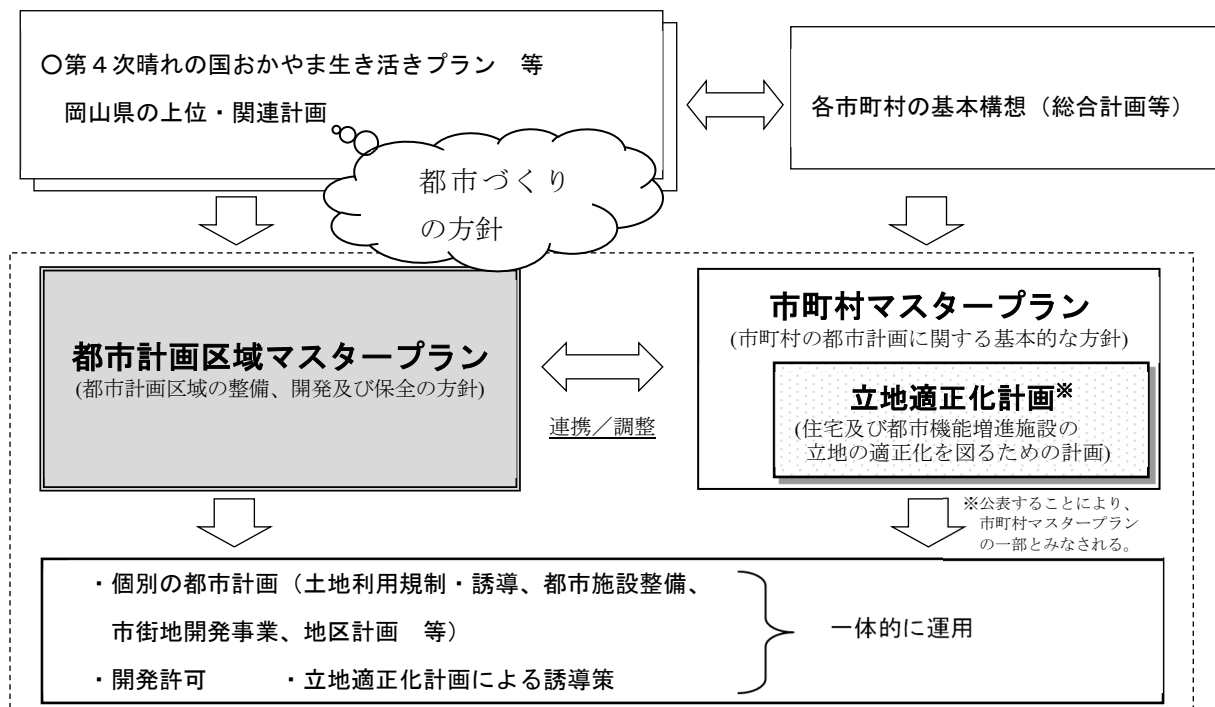 〇第４次晴れの国おかやま生き活きプラン　等
岡山県の上位・関連計画
各市町村の基本構想（総合計画等）
都市づくり
の方針
都市計画区域マスタープラン
(都市計画区域の整備、開発及び保全の方針)
連携／調整
市町村マスタープラン
(市町村の都市計画に関する基本的な方針)
立地適正化計画※
(住宅及び都市機能増進施設の
立地の適正化を図るための計画)
※公表することにより、
市町村マスタープラン
の一部とみなされる。
・個別の都市計画（土地利用規制・誘導、都市施設整備、
市街地開発事業、地区計画　等）
・開発許可　　　・立地適正化計画による誘導策
一体的に運用